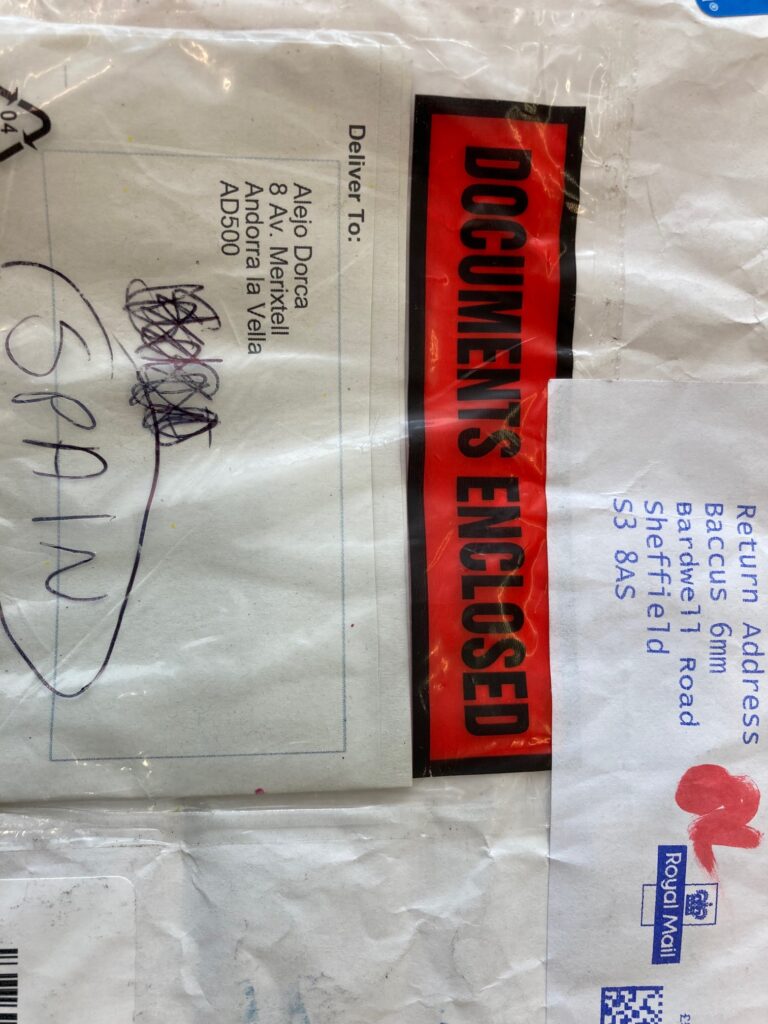 Deliver To:
Alejo Dorca
8 Av. Merixtell
Andorra la Vella
AD500
SPAIN
DOCUMENTS ENCLOSED
Return Address
Baccus 6mm
Bardwell Road
Sheffield
S3 8AS
Royal Mail
04
£
®